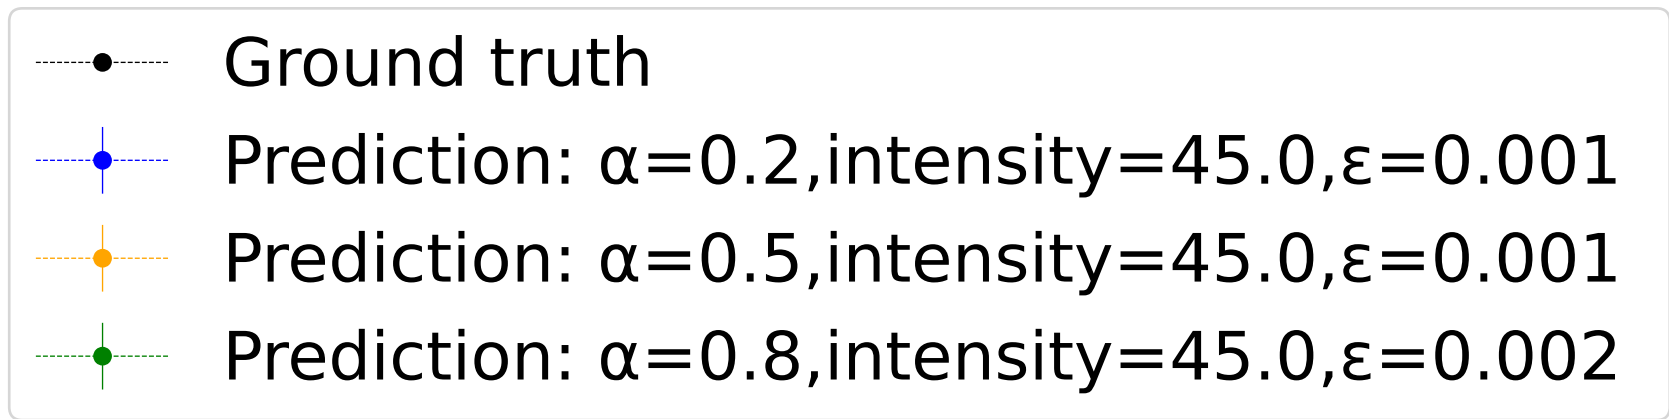 Ground truth
Prediction: α=0.2,intensity=45.0,ε=0.001
Prediction: α=0.5,intensity=45.0,ε=0.001
Prediction: α=0.8,intensity=45.0,ε=0.002